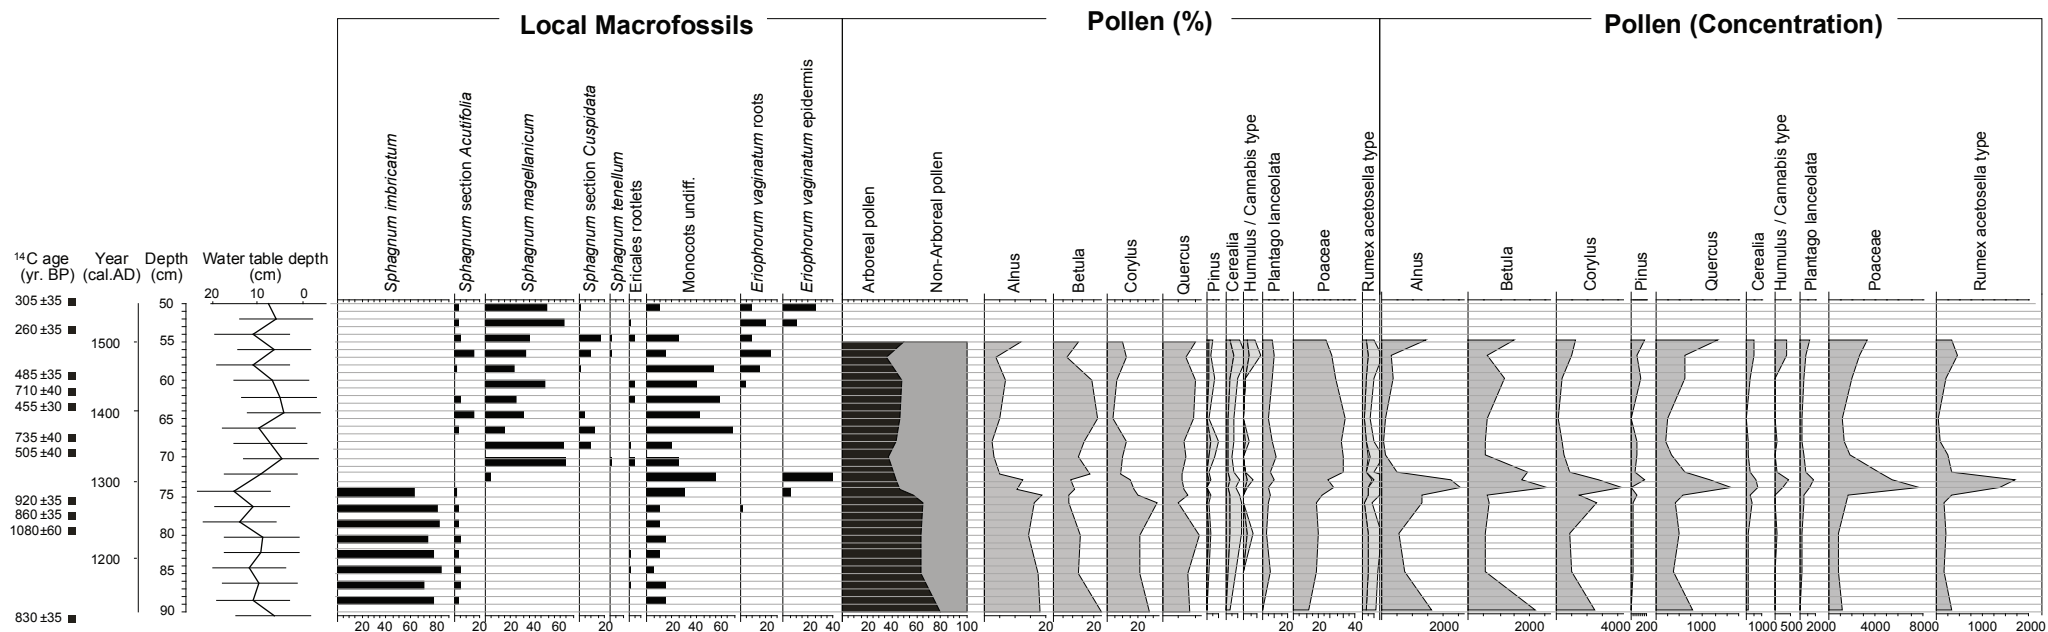 Local Macrofossils
Pollen (%)
Pollen (Concentration)
14C age
(yr. BP)
Year
(cal.AD)
Depth
(cm)
Water table depth
(cm)
20 10 0
Sphagnum imbricatum
Sphagnum section Acutifolia
Sphagnum magellanicum
Sphagnum section Cuspidata
Sphagnum tenellum
Ericales rootlets
Monocots undiff.
Eriophorum vaginatum roots
Eriophorum vaginatum epidermis
Arboreal pollen
Non-Arboreal pollen
Alnus
Betula
Corylus
Quercus
Pinus
Cerealia
Humulus / Cannabis type
Plantago lanceolata
Poaceae
Rumex acetosella type
Alnus
Betula
Corylus
Pinus
Quercus
Cerealia
Humulus / Cannabis type
Plantago lanceolata
Poaceae
Rumex acetosella type
305 ±35
260 ±35
485 ±35
710 ±40
455 ±30
735 ±40
505 ±40
920 ±35
860 ±35
1080±60
830 ±35
1500
1400
1300
1200
50
55
60
65
70
75
80
85
90
20 40 60 80 20 20 40 60 20 20 40 60 20 20 40
20 40 60 80 100 20 20 20 20 20 40
2000 2000 4000 200 1000 1000 500 2000 4000 8000 1000 2000